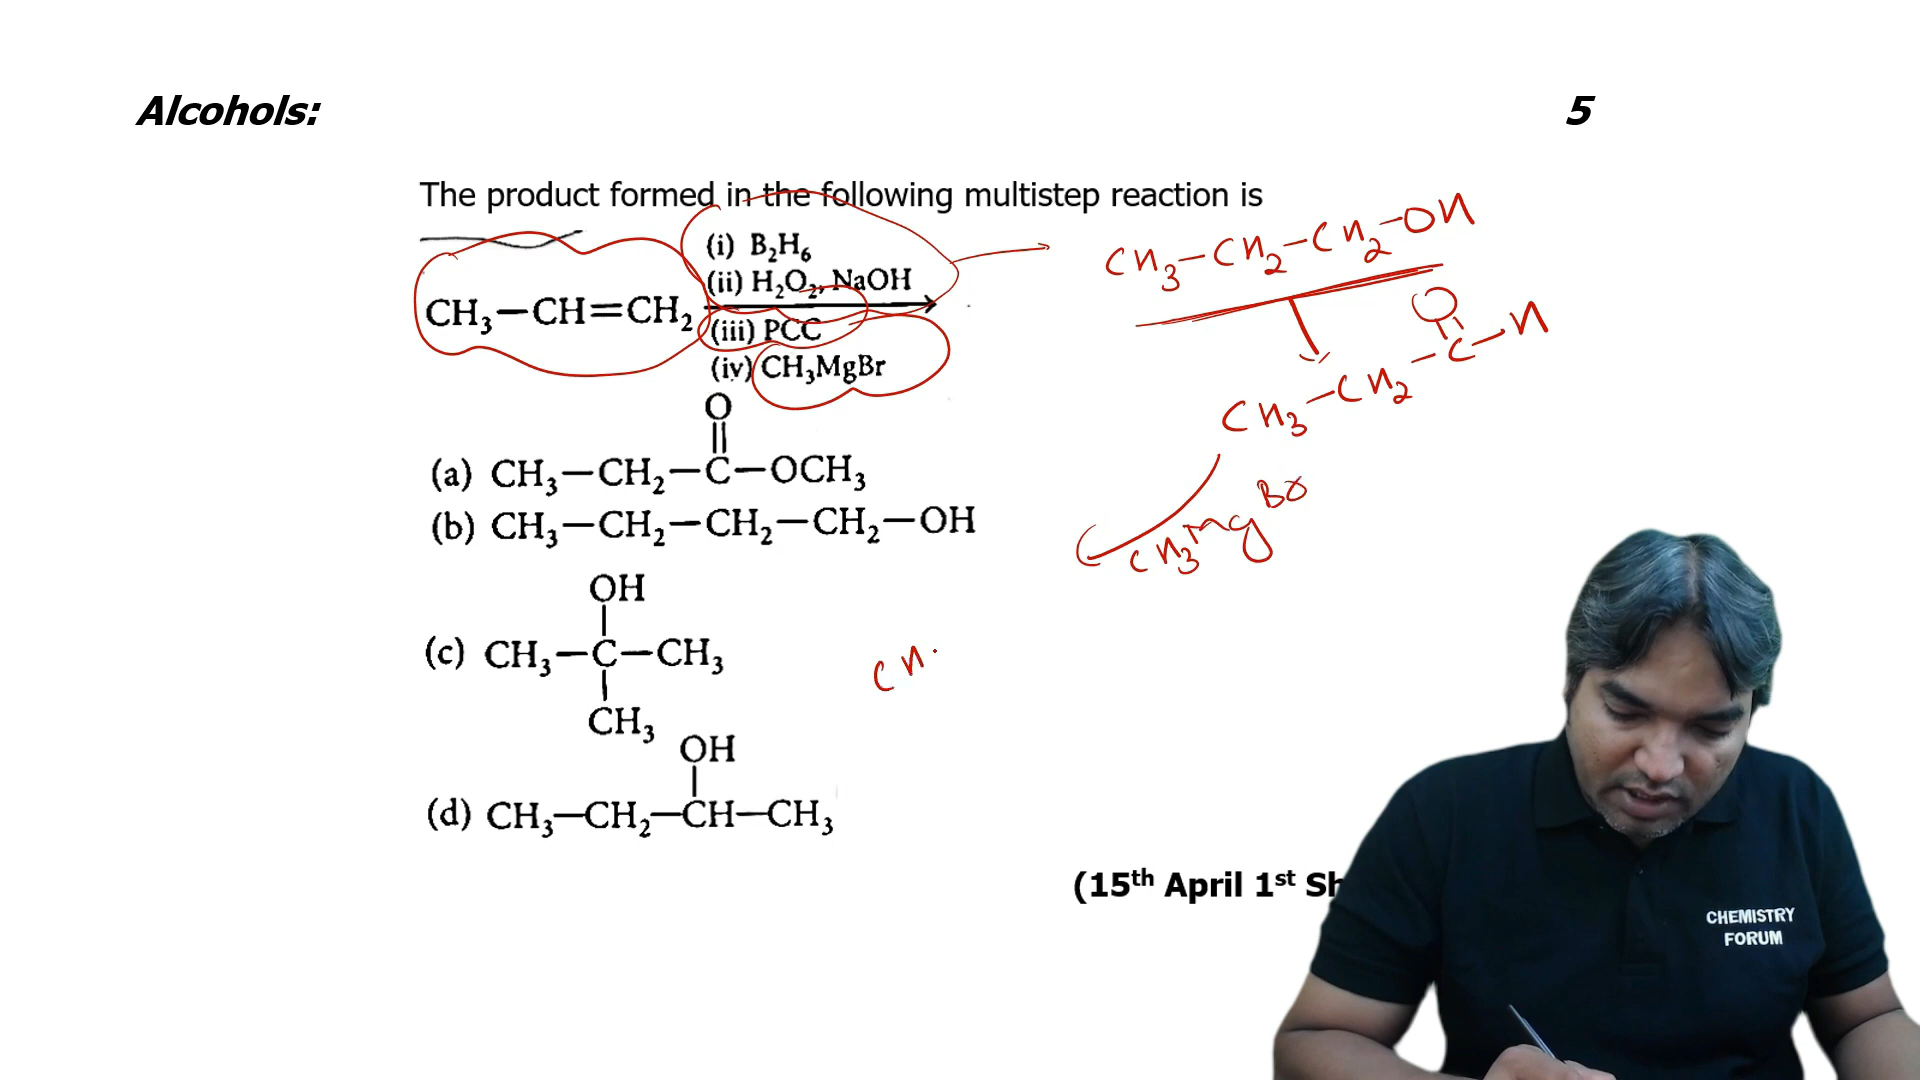 Alcohols: 5
The product formed in the following multistep reaction is
(i) B₂H₆
(ii) H₂O₂, NaOH
CH₃—CH=CH₂
(iii) PCC
(iv) CH₃MgBr
O
||
(a) CH₃—CH₂—C—OCH₃
(b) CH₃—CH₂—CH₂—CH₂—OH
OH
|
(c) CH₃—C—CH₃
|
CH₃
OH
|
(d) CH₃—CH₂—CH—CH₃
CH₃—CH₂—CH₂—OH
O
||
CH₃—CH₂—C—H
CH₃MgBr
CH
(15th April 1st Sh
CHEMISTRY
FORUM